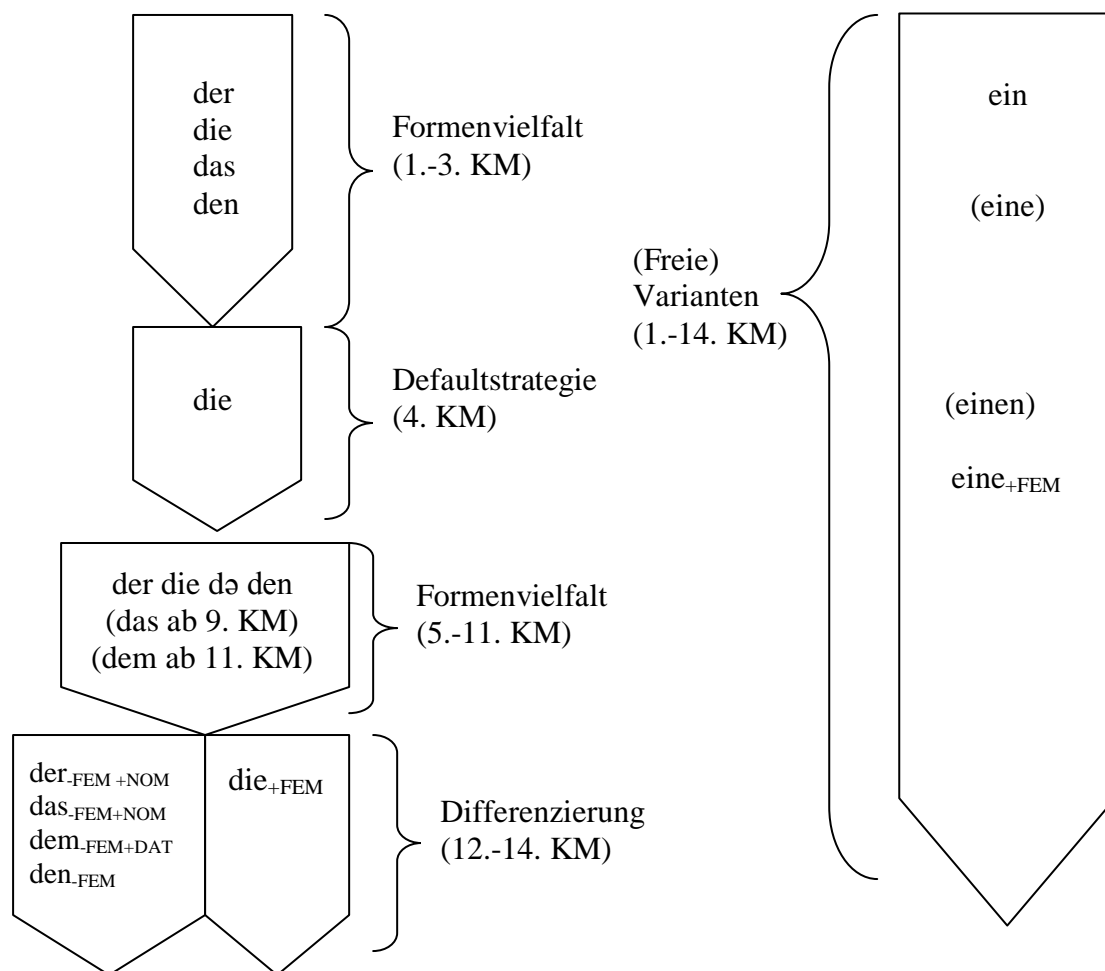 der
die
das
den
Formenvielfalt
(1.-3. KM)
die
Defaultstrategie
(4. KM)
der die də den
(das ab 9. KM)
(dem ab 11. KM)
Formenvielfalt
(5.-11. KM)
der-FEM +NOM
das-FEM+NOM
dem-FEM+DAT
den-FEM
die+FEM
Differenzierung
(12.-14. KM)
(Freie)
Varianten
(1.-14. KM)
ein
(eine)
(einen)
eine+FEM